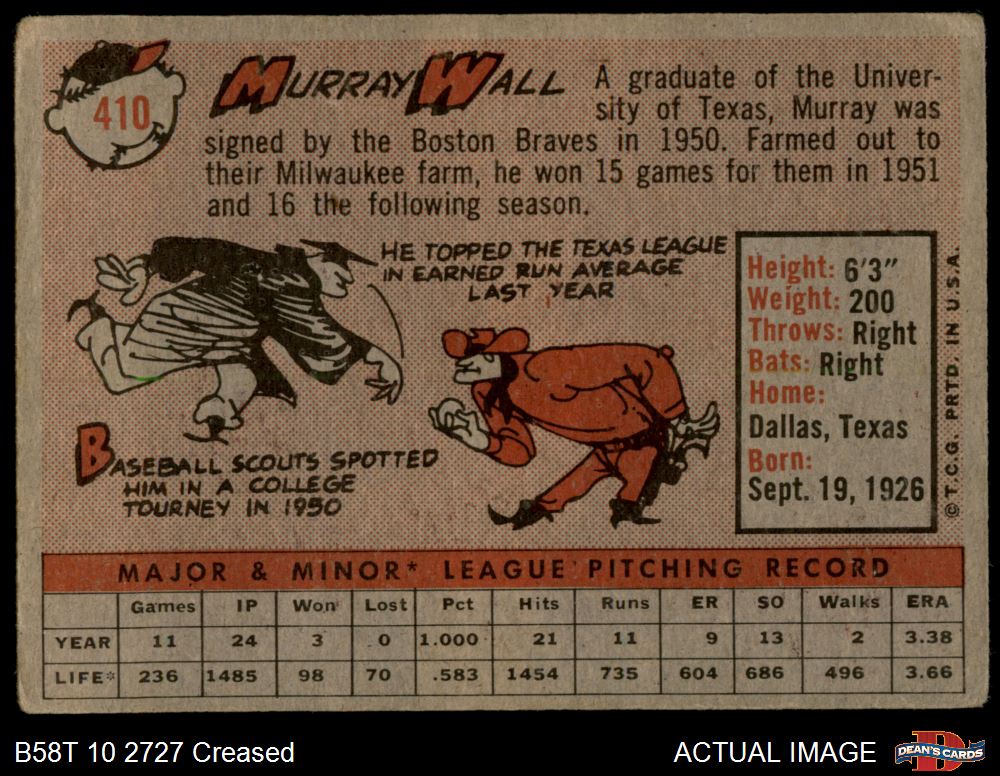 410
MURRAY WALL
A graduate of the Univer-
sity of Texas, Murray was
signed by the Boston Braves in 1950. Farmed out to
their Milwaukee farm, he won 15 games for them in 1951
and 16 the following season.
HE TOPPED THE TEXAS LEAGUE
IN EARNED RUN AVERAGE
LAST YEAR
BASEBALL SCOUTS SPOTTED
HIM IN A COLLEGE
TOURNEY IN 1950
Height: 6'3"
Weight: 200
Throws: Right
Bats: Right
Home:
Dallas, Texas
Born:
Sept. 19, 1926
© T.C.G. PRTD. IN U.S.A.
MAJOR & MINOR* LEAGUE PITCHING RECORD
Games IP Won Lost Pct Hits Runs ER SO Walks ERA
YEAR 11 24 3 0 1.000 21 11 9 13 2 3.38
LIFE* 236 1485 98 70 .583 1454 735 604 686 496 3.66
B58T 10 2727 Creased
ACTUAL IMAGE
D
DEAN'S CARDS